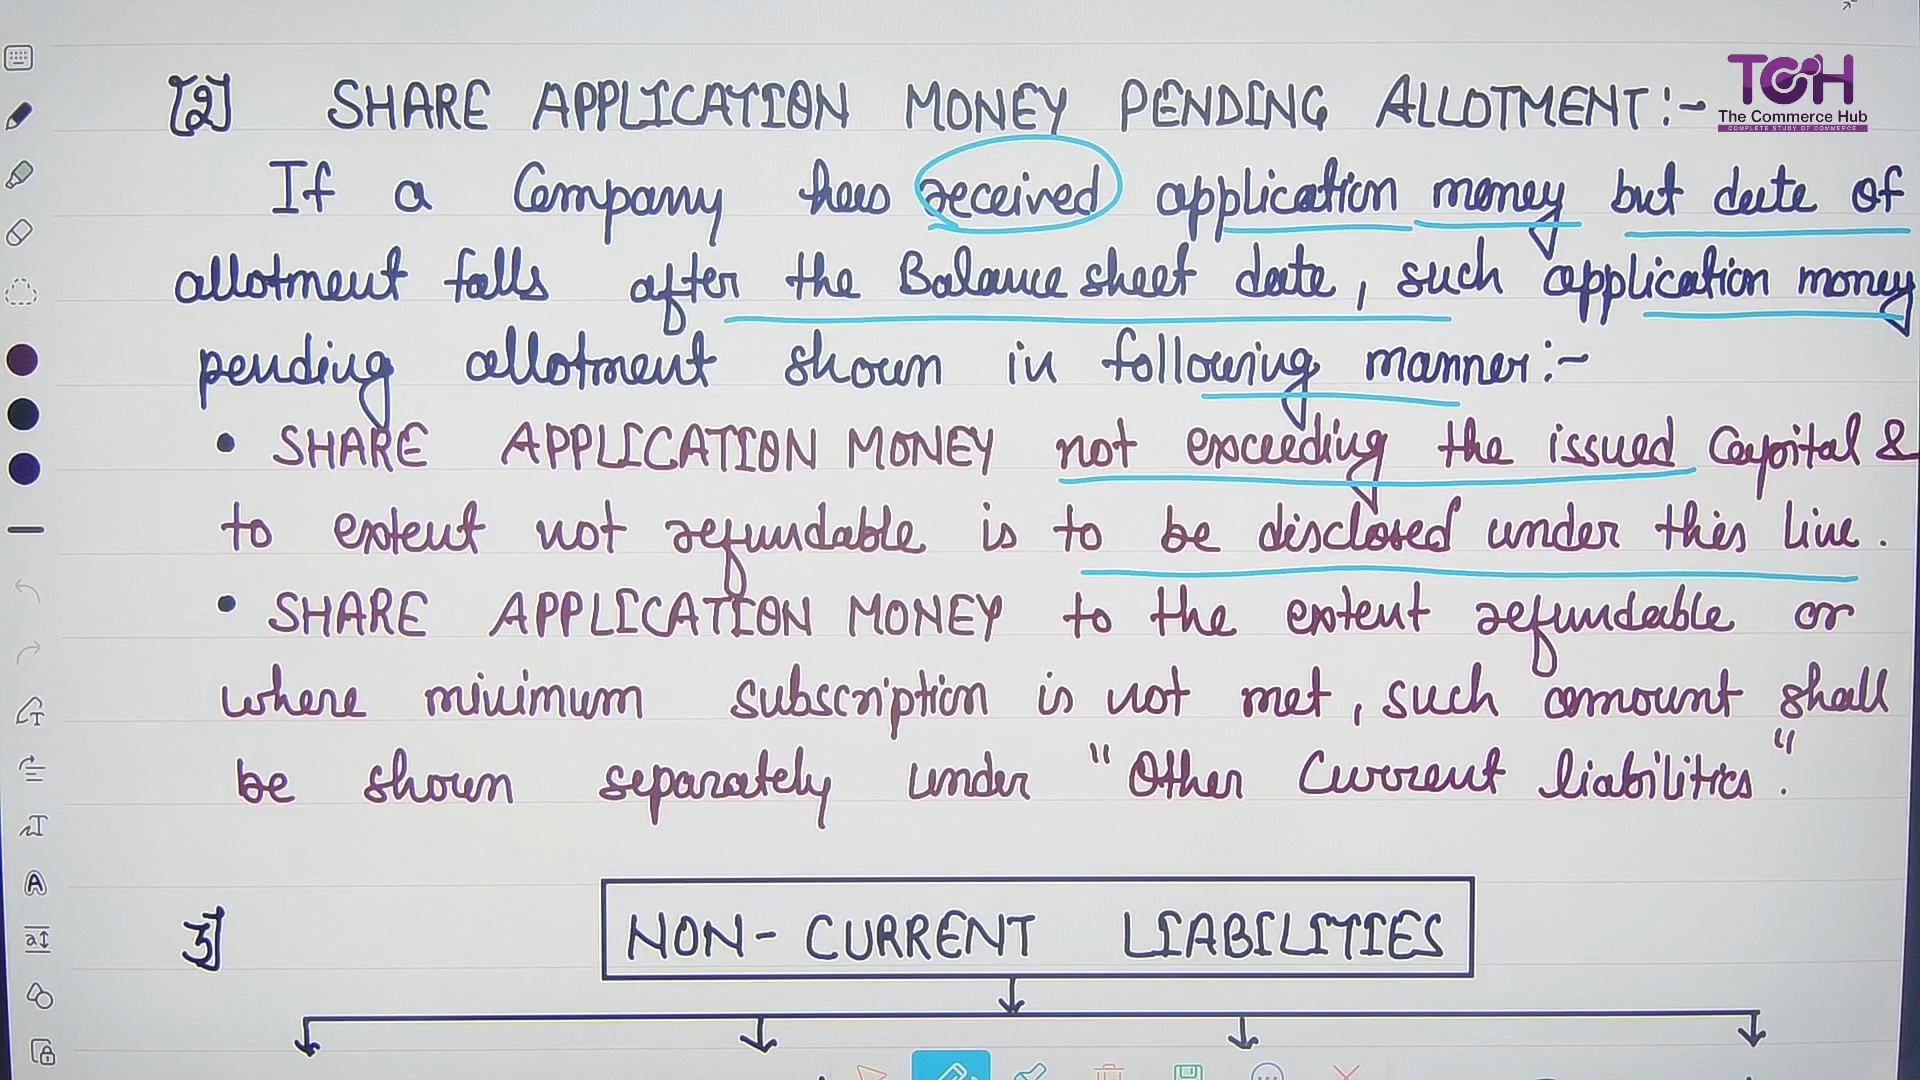 [2] SHARE APPLICATION MONEY PENDING ALLOTMENT:-
TCH
The Commerce Hub
COMPLETE STUDY OF COMMERCE
If a Company has received application money but date of
allotment falls after the Balance sheet date, such application money
pending allotment shown in following manner:-
• SHARE APPLICATION MONEY not exceeding the issued Capital &
to extent not refundable is to be disclosed under this line.
• SHARE APPLICATION MONEY to the extent refundable or
where minimum subscription is not met, such amount shall
be shown separately under "Other Current liabilities".
3] NON-CURRENT LIABILITIES